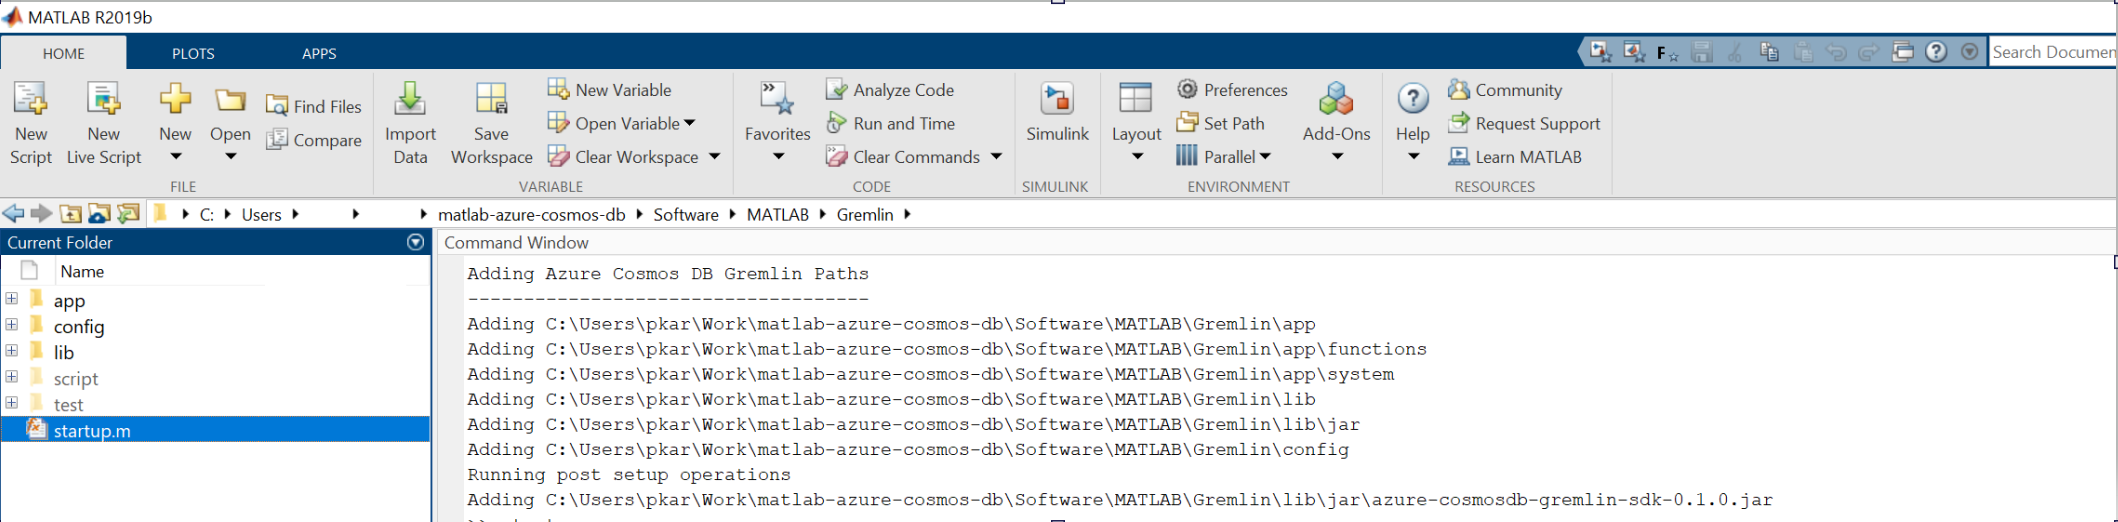 MATLAB R2019b
HOME PLOTS APPS
Search Documen
New Script
New Live Script
New
Open
Find Files
Compare
FILE
Import Data
Save Workspace
New Variable
Open Variable
Clear Workspace
VARIABLE
Favorites
Analyze Code
Run and Time
Clear Commands
CODE
Simulink
SIMULINK
Layout
Preferences
Set Path
Parallel
Add-Ons
ENVIRONMENT
Help
Community
Request Support
Learn MATLAB
RESOURCES
C: Users matlab-azure-cosmos-db Software MATLAB Gremlin
Current Folder
Name
app
config
lib
script
test
startup.m
Command Window
Adding Azure Cosmos DB Gremlin Paths
------------------------------------
Adding C:\Users\pkar\Work\matlab-azure-cosmos-db\Software\MATLAB\Gremlin\app
Adding C:\Users\pkar\Work\matlab-azure-cosmos-db\Software\MATLAB\Gremlin\app\functions
Adding C:\Users\pkar\Work\matlab-azure-cosmos-db\Software\MATLAB\Gremlin\app\system
Adding C:\Users\pkar\Work\matlab-azure-cosmos-db\Software\MATLAB\Gremlin\lib
Adding C:\Users\pkar\Work\matlab-azure-cosmos-db\Software\MATLAB\Gremlin\lib\jar
Adding C:\Users\pkar\Work\matlab-azure-cosmos-db\Software\MATLAB\Gremlin\config
Running post setup operations
Adding C:\Users\pkar\Work\matlab-azure-cosmos-db\Software\MATLAB\Gremlin\lib\jar\azure-cosmosdb-gremlin-sdk-0.1.0.jar